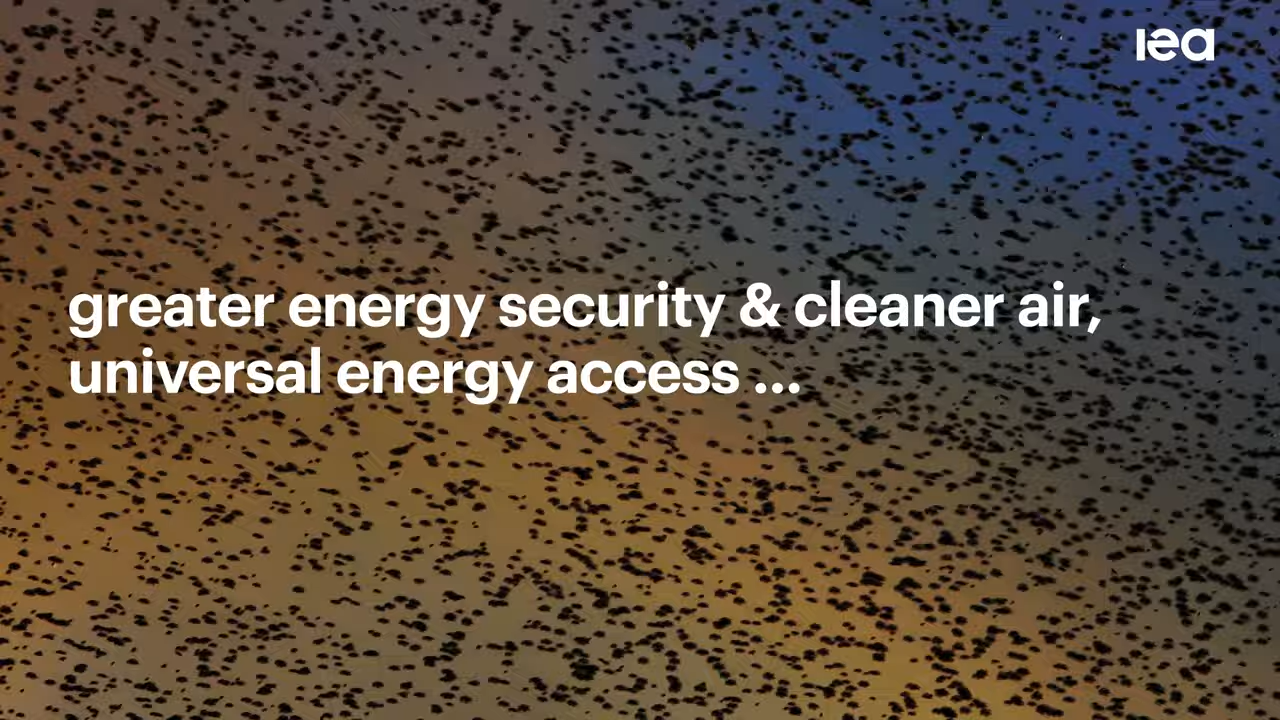 iea
greater energy security & cleaner air,
universal energy access ...